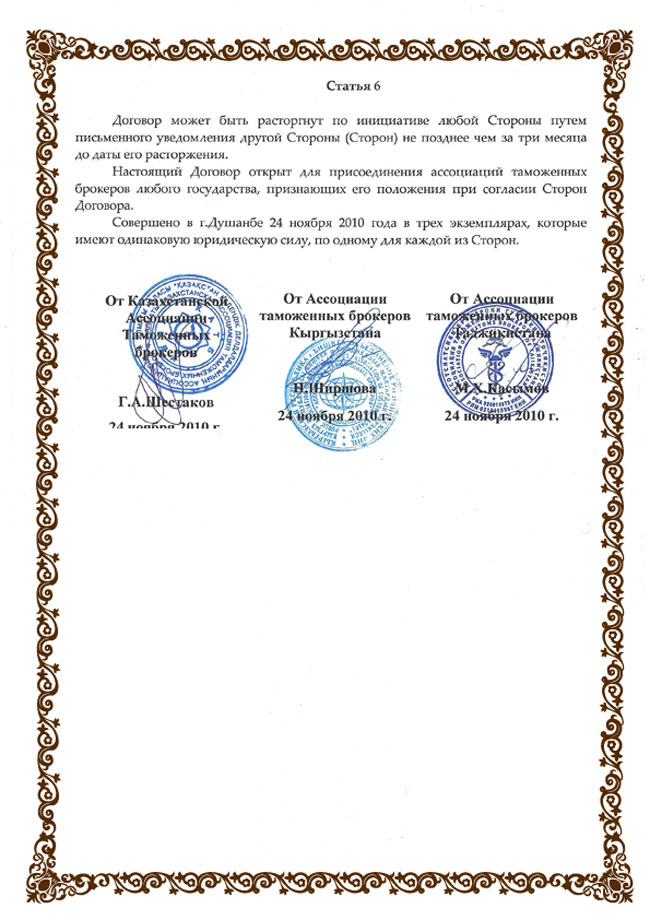 Статья 6
Договор может быть расторгнут по инициативе любой Стороны путем
письменного уведомления другой Стороны (Сторон) не позднее чем за три месяца
до даты его расторжения.
Настоящий Договор открыт для присоединения ассоциаций таможенных
брокеров любого государства, признающих его положения при согласии Сторон
Договора.
Совершено в г.Душанбе 24 ноября 2010 года в трех экземплярах, которые
имеют одинаковую юридическую силу, по одному для каждой из Сторон.
От Казахстанской
Ассоциации
Таможенных
брокеров
Г.А.Шестаков
24 ноября 2010 г.
От Ассоциации
таможенных брокеров
Кыргызстана
24 ноября 2010 г.
От Ассоциации
таможенных брокеров
Таджикистана
М.Х.Касымов
24 ноября 2010 г.